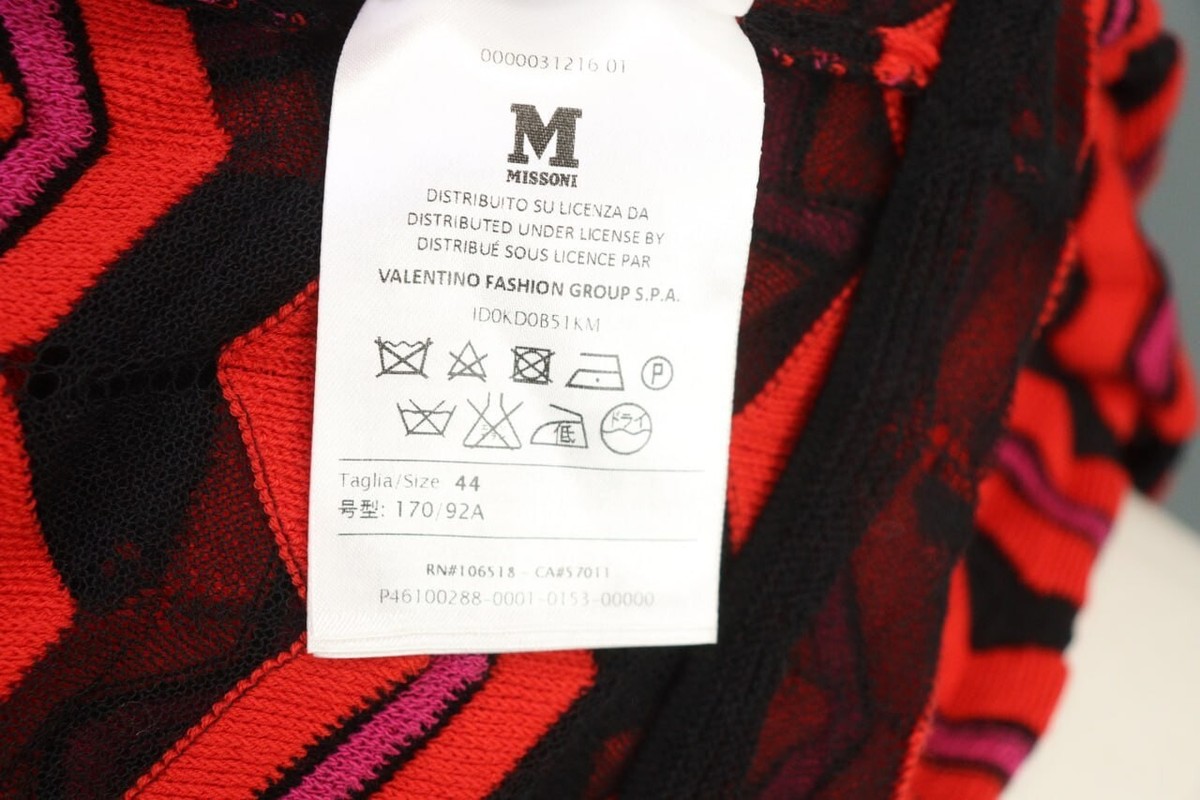 0000031216 01
M
MISSONI
DISTRIBUITO SU LICENZA DA
DISTRIBUTED UNDER LICENSE BY
DISTRIBUÉ SOUS LICENCE PAR
VALENTINO FASHION GROUP S.P.A.
ID0KD0B51KM
P
ドライ
低
Taglia/Size 44
号型: 170/92A
RN#106518 - CA#57011
P46100288-0001-0153-00000